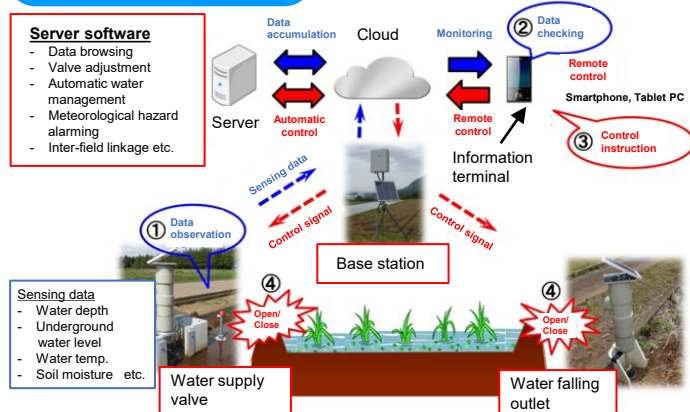 Server software
- Data browsing
- Valve adjustment
- Automatic water
management
- Meteorological hazard
alarming
- Inter-field linkage etc.
Data
accumulation
Cloud
Monitoring
② Data
checking
Remote
control
Smartphone, Tablet PC
Server
Automatic
control
Remote
control
③ Control
instruction
Information
terminal
Sensing data
Control signal
Control signal
① Data
observation
Base station
Sensing data
- Water depth
- Underground
water level
- Water temp.
- Soil moisture etc.
④
Open/
Close
④
Open/
Close
Water supply
valve
Water falling
outlet